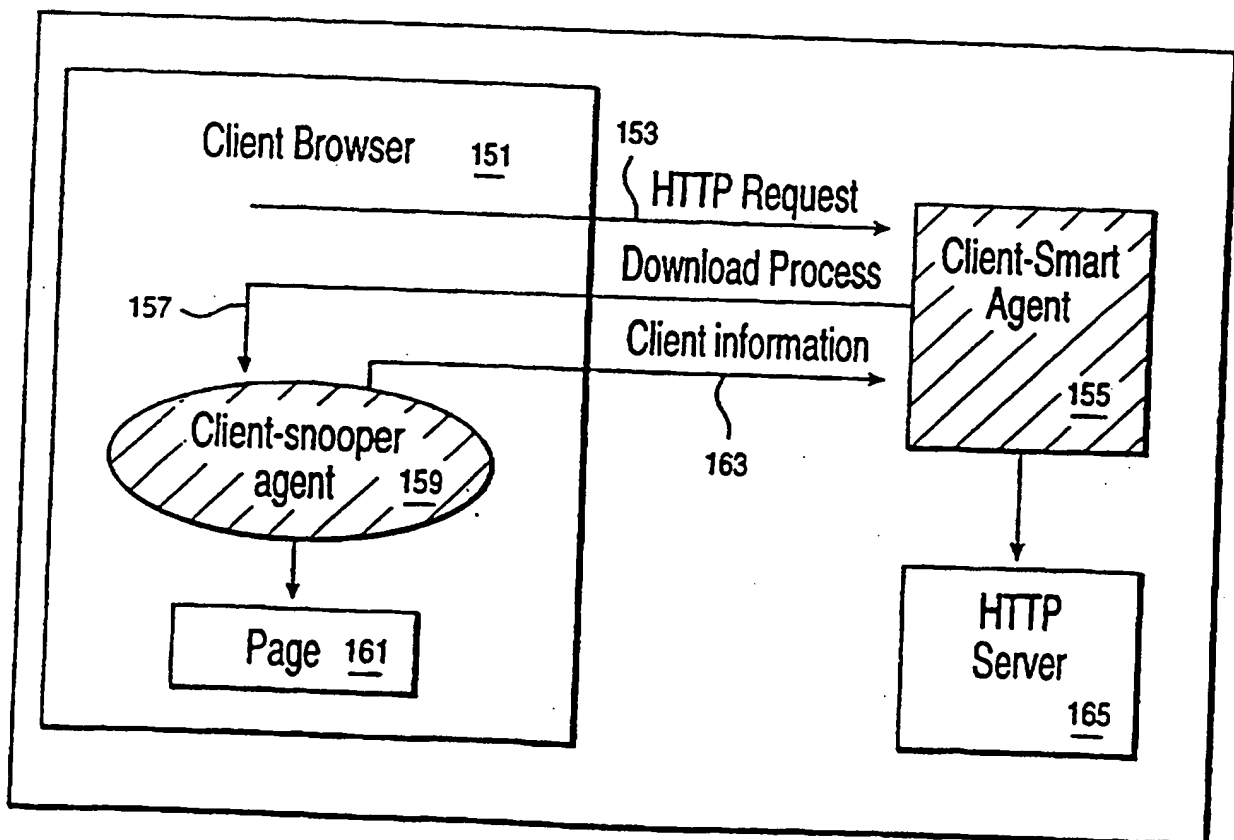 Client Browser 151
153
HTTP Request
Download Process
157
Client information
163
Client-Smart
Agent
155
Client-snooper
agent 159
Page 161
HTTP
Server
165